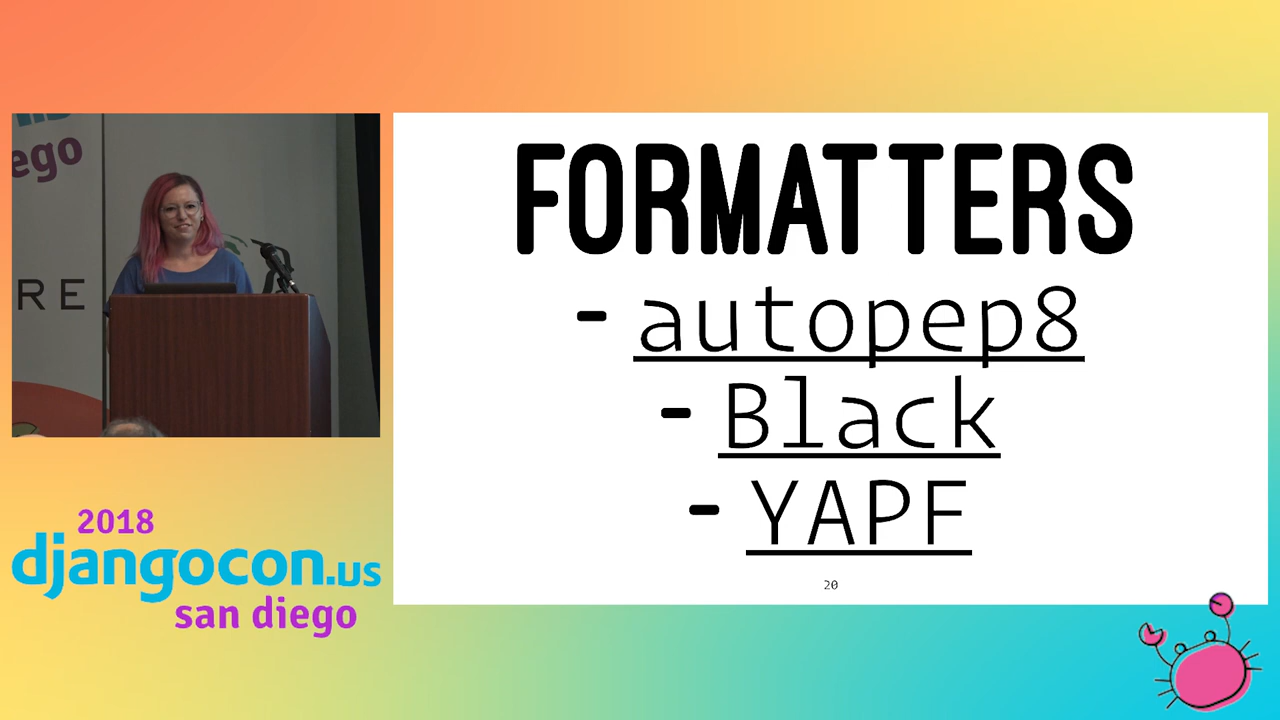 ego
RE
FORMATTERS
- autopep8
- Black
- YAPF
20
2018
djangocon.us
san diego